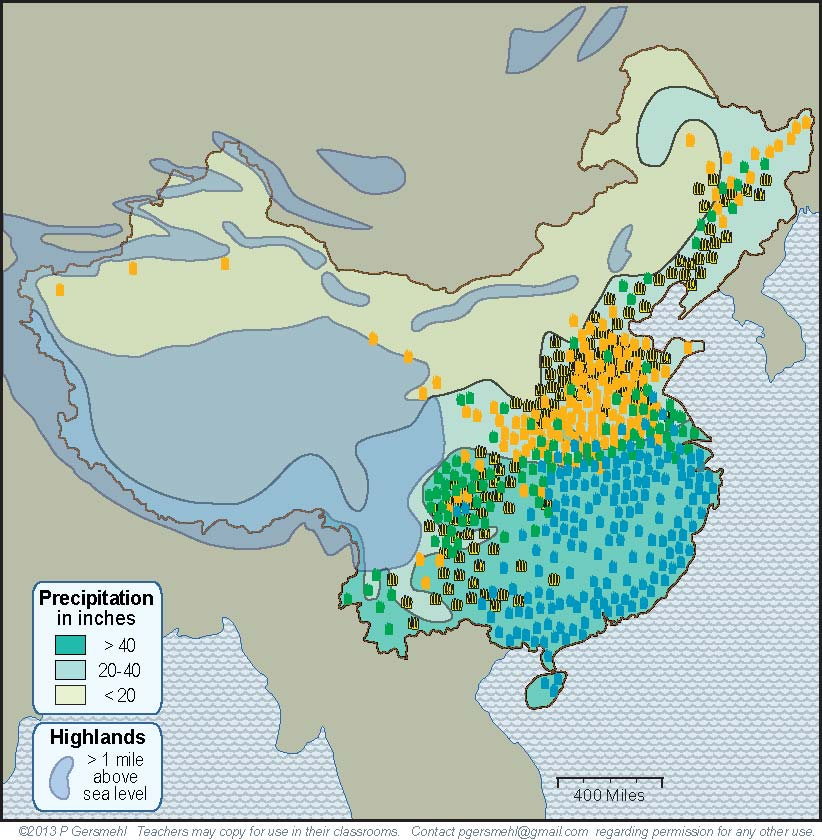 Precipitation
in inches
> 40
20-40
< 20
Highlands
> 1 mile
above
sea level
400 Miles
©2013 P Gersmehl Teachers may copy for use in their classrooms. Contact pgersmehl@gmail.com regarding permission for any other use.